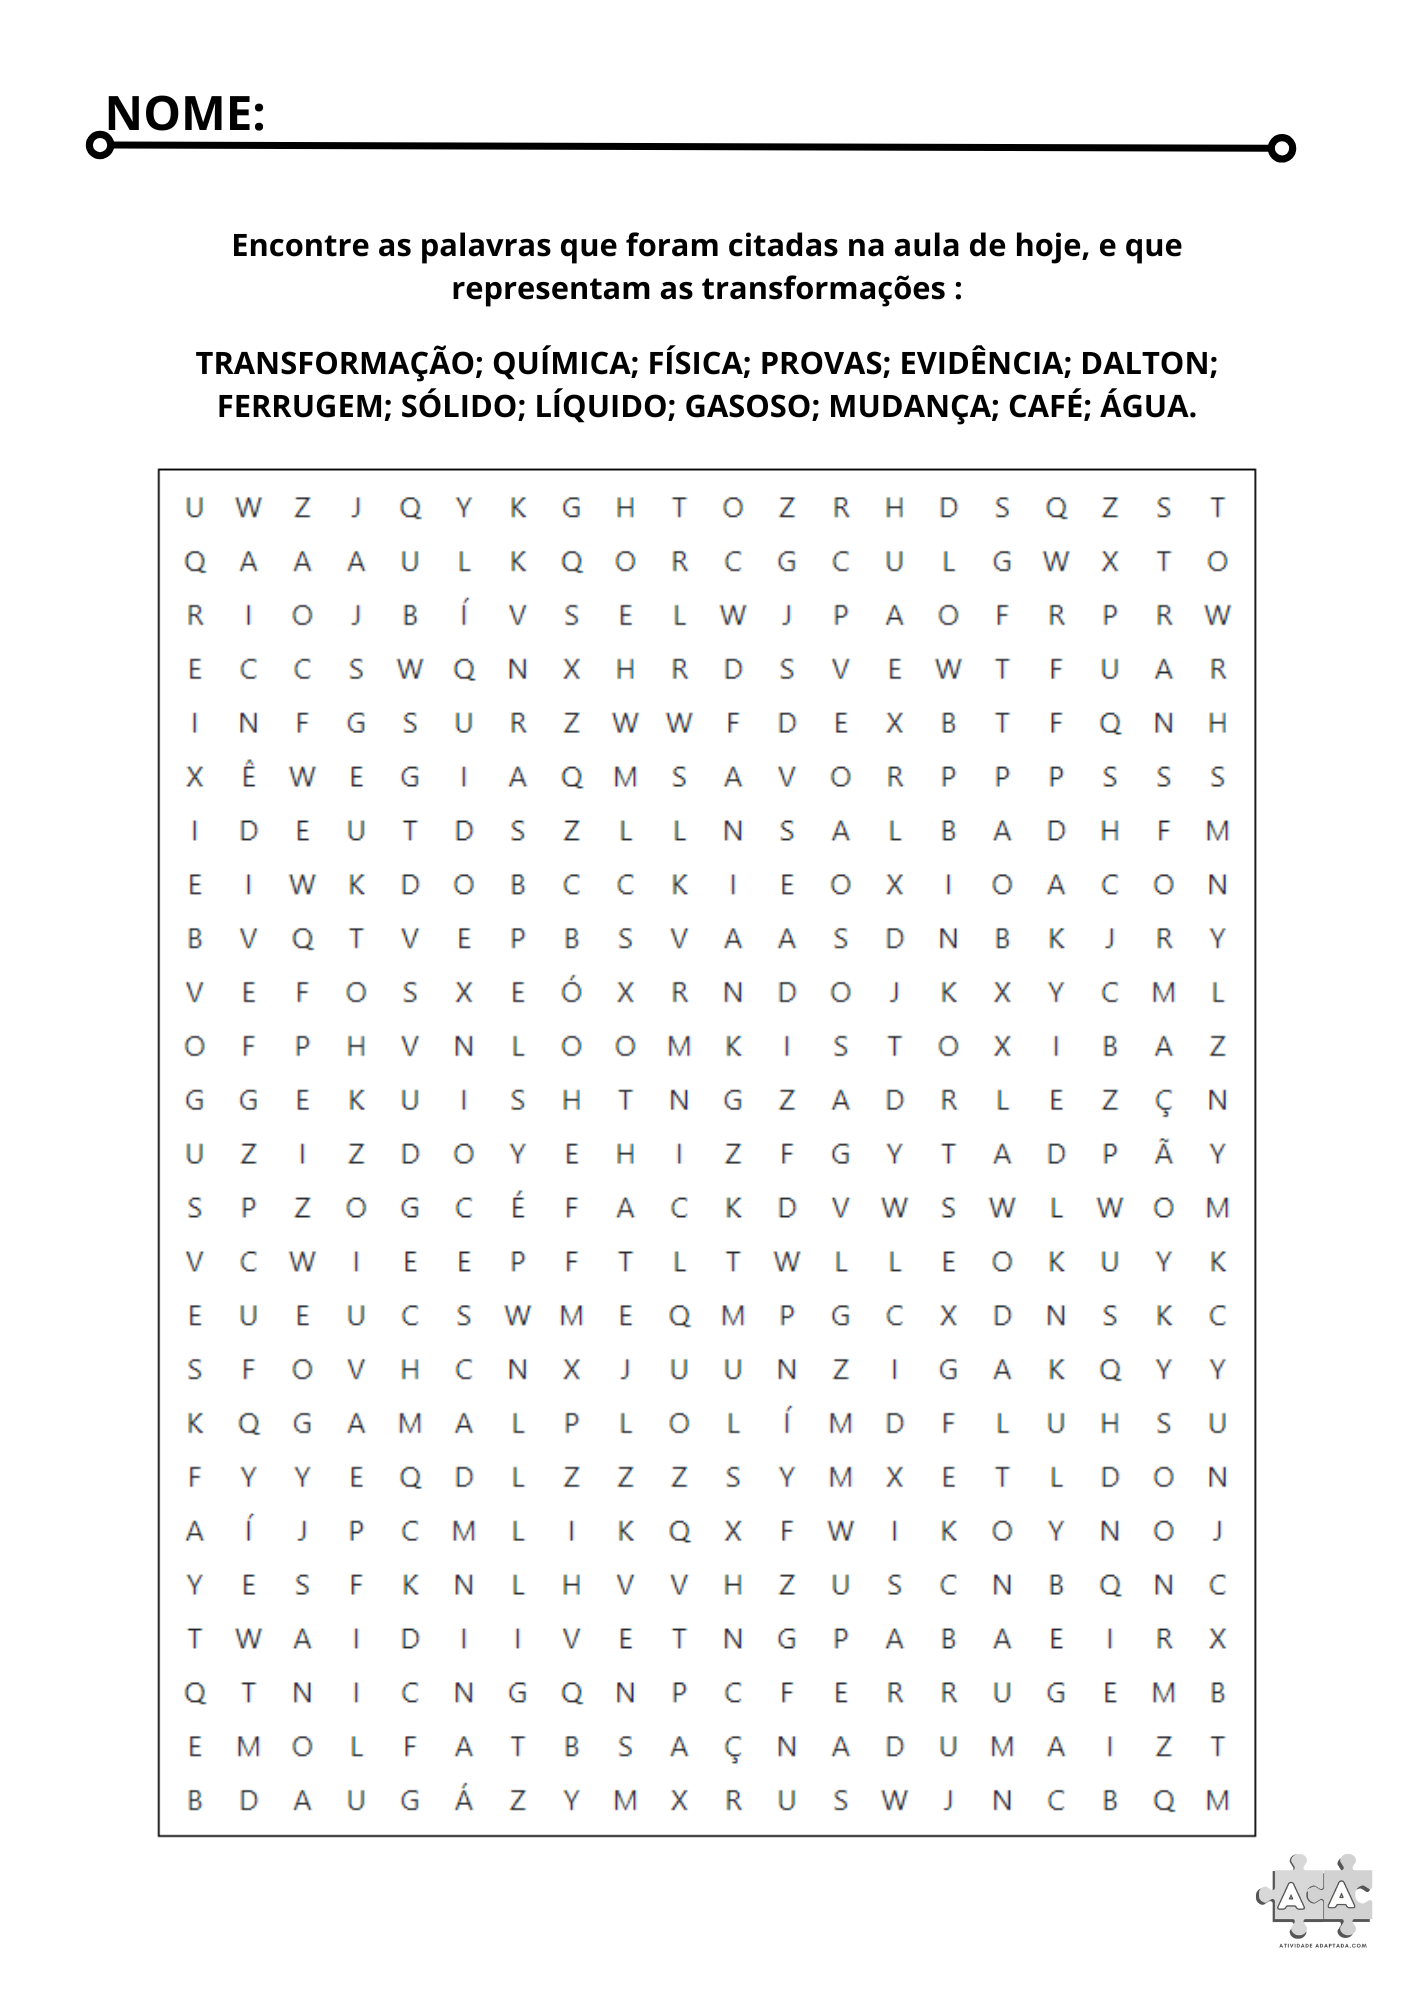 NOME:
Encontre as palavras que foram citadas na aula de hoje, e que
representam as transformações :
TRANSFORMAÇÃO; QUÍMICA; FÍSICA; PROVAS; EVIDÊNCIA; DALTON;
FERRUGEM; SÓLIDO; LÍQUIDO; GASOSO; MUDANÇA; CAFÉ; ÁGUA.
U W Z J Q Y K G H T O Z R H D S Q Z S T
Q A A A U L K Q O R C G C U L G W X T O
R I O J B Í V S E L W J P A O F R P R W
E C C S W Q N X H R D S V E W T F U A R
I N F G S U R Z W W F D E X B T F Q N H
X Ê W E G I A Q M S A V O R P P P S S S
I D E U T D S Z L L N S A L B A D H F M
E I W K D O B C C K I E O X I O A C O N
B V Q T V E P B S V A A S D N B K J R Y
V E F O S X E Ó X R N D O J K X Y C M L
O F P H V N L O O M K I S T O X I B A Z
G G E K U I S H T N G Z A D R L E Z Ç N
U Z I Z D O Y E H I Z F G Y T A D P Ã Y
S P Z O G C É F A C K D V W S W L W O M
V C W I E E P F T L T W L L E O K U Y K
E U E U C S W M E Q M P G C X D N S K C
S F O V H C N X J U U N Z I G A K Q Y Y
K Q G A M A L P L O L Í M D F L U H S U
F Y Y E Q D L Z Z Z S Y M X E T L D O N
A Í J P C M L I K Q X F W I K O Y N O J
Y E S F K N L H V V H Z U S C N B Q N C
T W A I D I I V E T N G P A B A E I R X
Q T N I C N G Q N P C F E R R U G E M B
E M O L F A T B S A Ç N A D U M A I Z T
B D A U G Á Z Y M X R U S W J N C B Q M
A A
ATIVIDADE ADAPTADA.COM